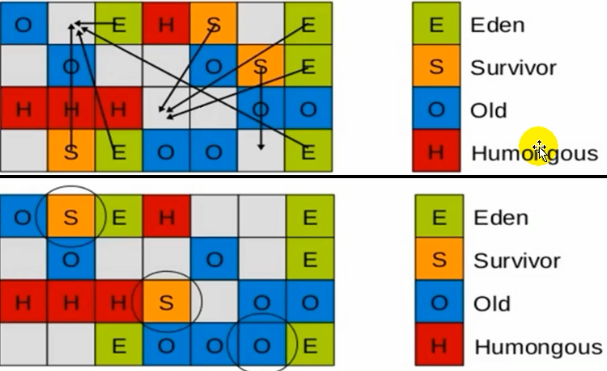 O E H S E E Eden
O O S E S Survivor
H H H O O O Old
S E O O E H Humongous
O S E H E E Eden
O O E S Survivor
H H H S O O O Old
E O O O E H Humongous